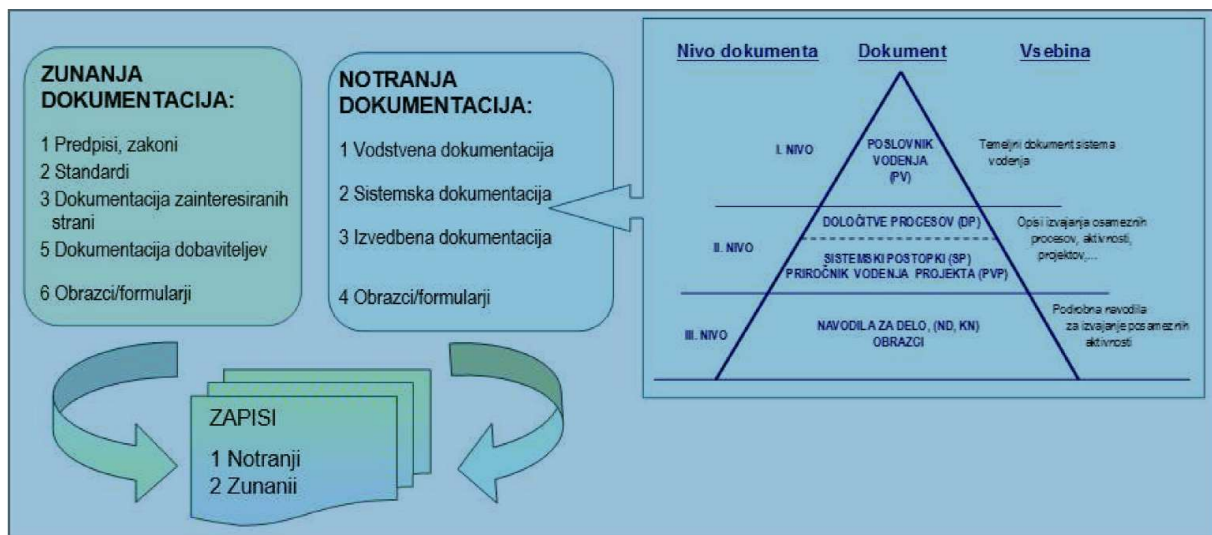 ZUNANJA
DOKUMENTACIJA:
1 Predpisi, zakoni
2 Standardi
3 Dokumentacija zainteresiranih
strani
5 Dokumentacija dobaviteljev
6 Obrazci/formularji
NOTRANJA
DOKUMENTACIJA:
1 Vodstvena dokumentacija
2 Sistemska dokumentacija
3 Izvedbena dokumentacija
4 Obrazci/formularji
Nivo dokumenta Dokument Vsebina
I. NIVO
POSLOVNIK
VODENJA
(PV)
Temeljni dokument sistema
vodenja
II. NIVO
DOLOČITVE PROCESOV (DP)
SISTEMSKI POSTOPKI (SP)
PRIROČNIK VODENJA PROJEKTA (PVP)
Opisi izvajanja osameznih
procesov, aktivnosti,
projektov,...
III. NIVO
NAVODILA ZA DELO, (ND, KN)
OBRAZCI
Podrobna navodila
za izvajanje posameznih
aktivnosti
ZAPISI
1 Notranji
2 Zunanii